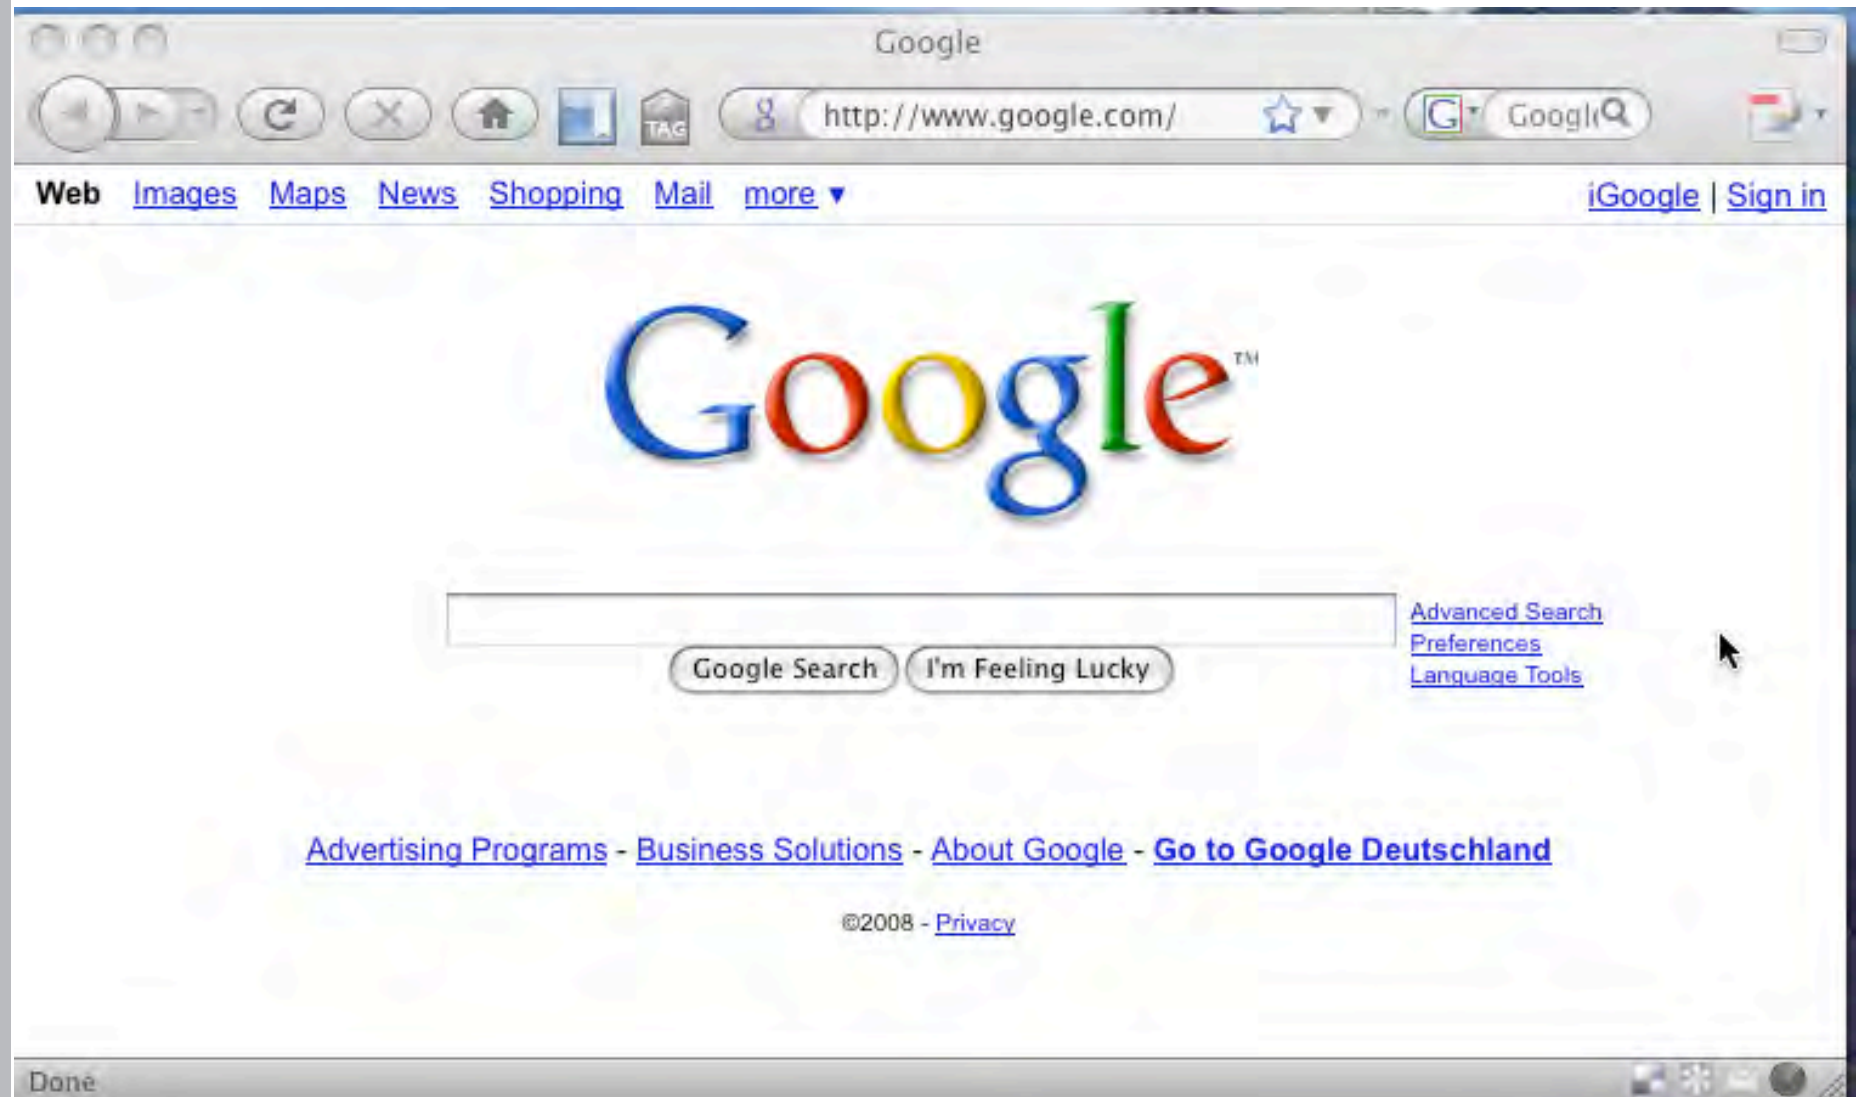 Google
TAG
http://www.google.com/
Web Images Maps News Shopping Mail more ▼ iGoogle | Sign in
Google™
Advanced Search
Preferences
Language Tools
Google Search I'm Feeling Lucky
Advertising Programs - Business Solutions - About Google - Go to Google Deutschland
©2008 - Privacy
Done